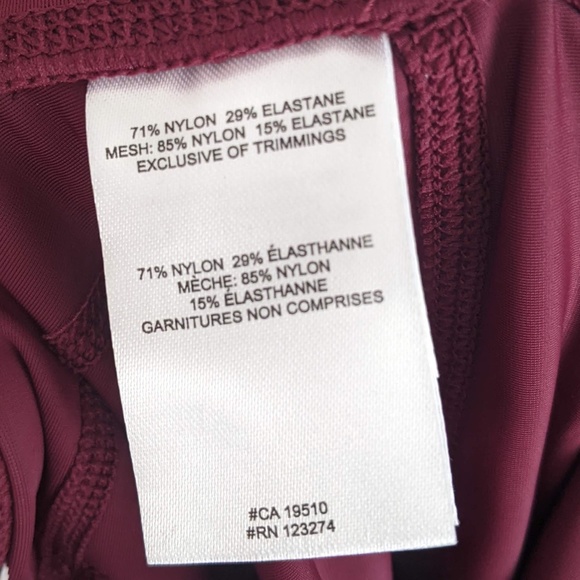 71% NYLON 29% ELASTANE
MESH: 85% NYLON 15% ELASTANE
EXCLUSIVE OF TRIMMINGS
71% NYLON 29% ÉLASTHANNE
MÈCHE: 85% NYLON
15% ÉLASTHANNE
GARNITURES NON COMPRISES
#CA 19510
#RN 123274